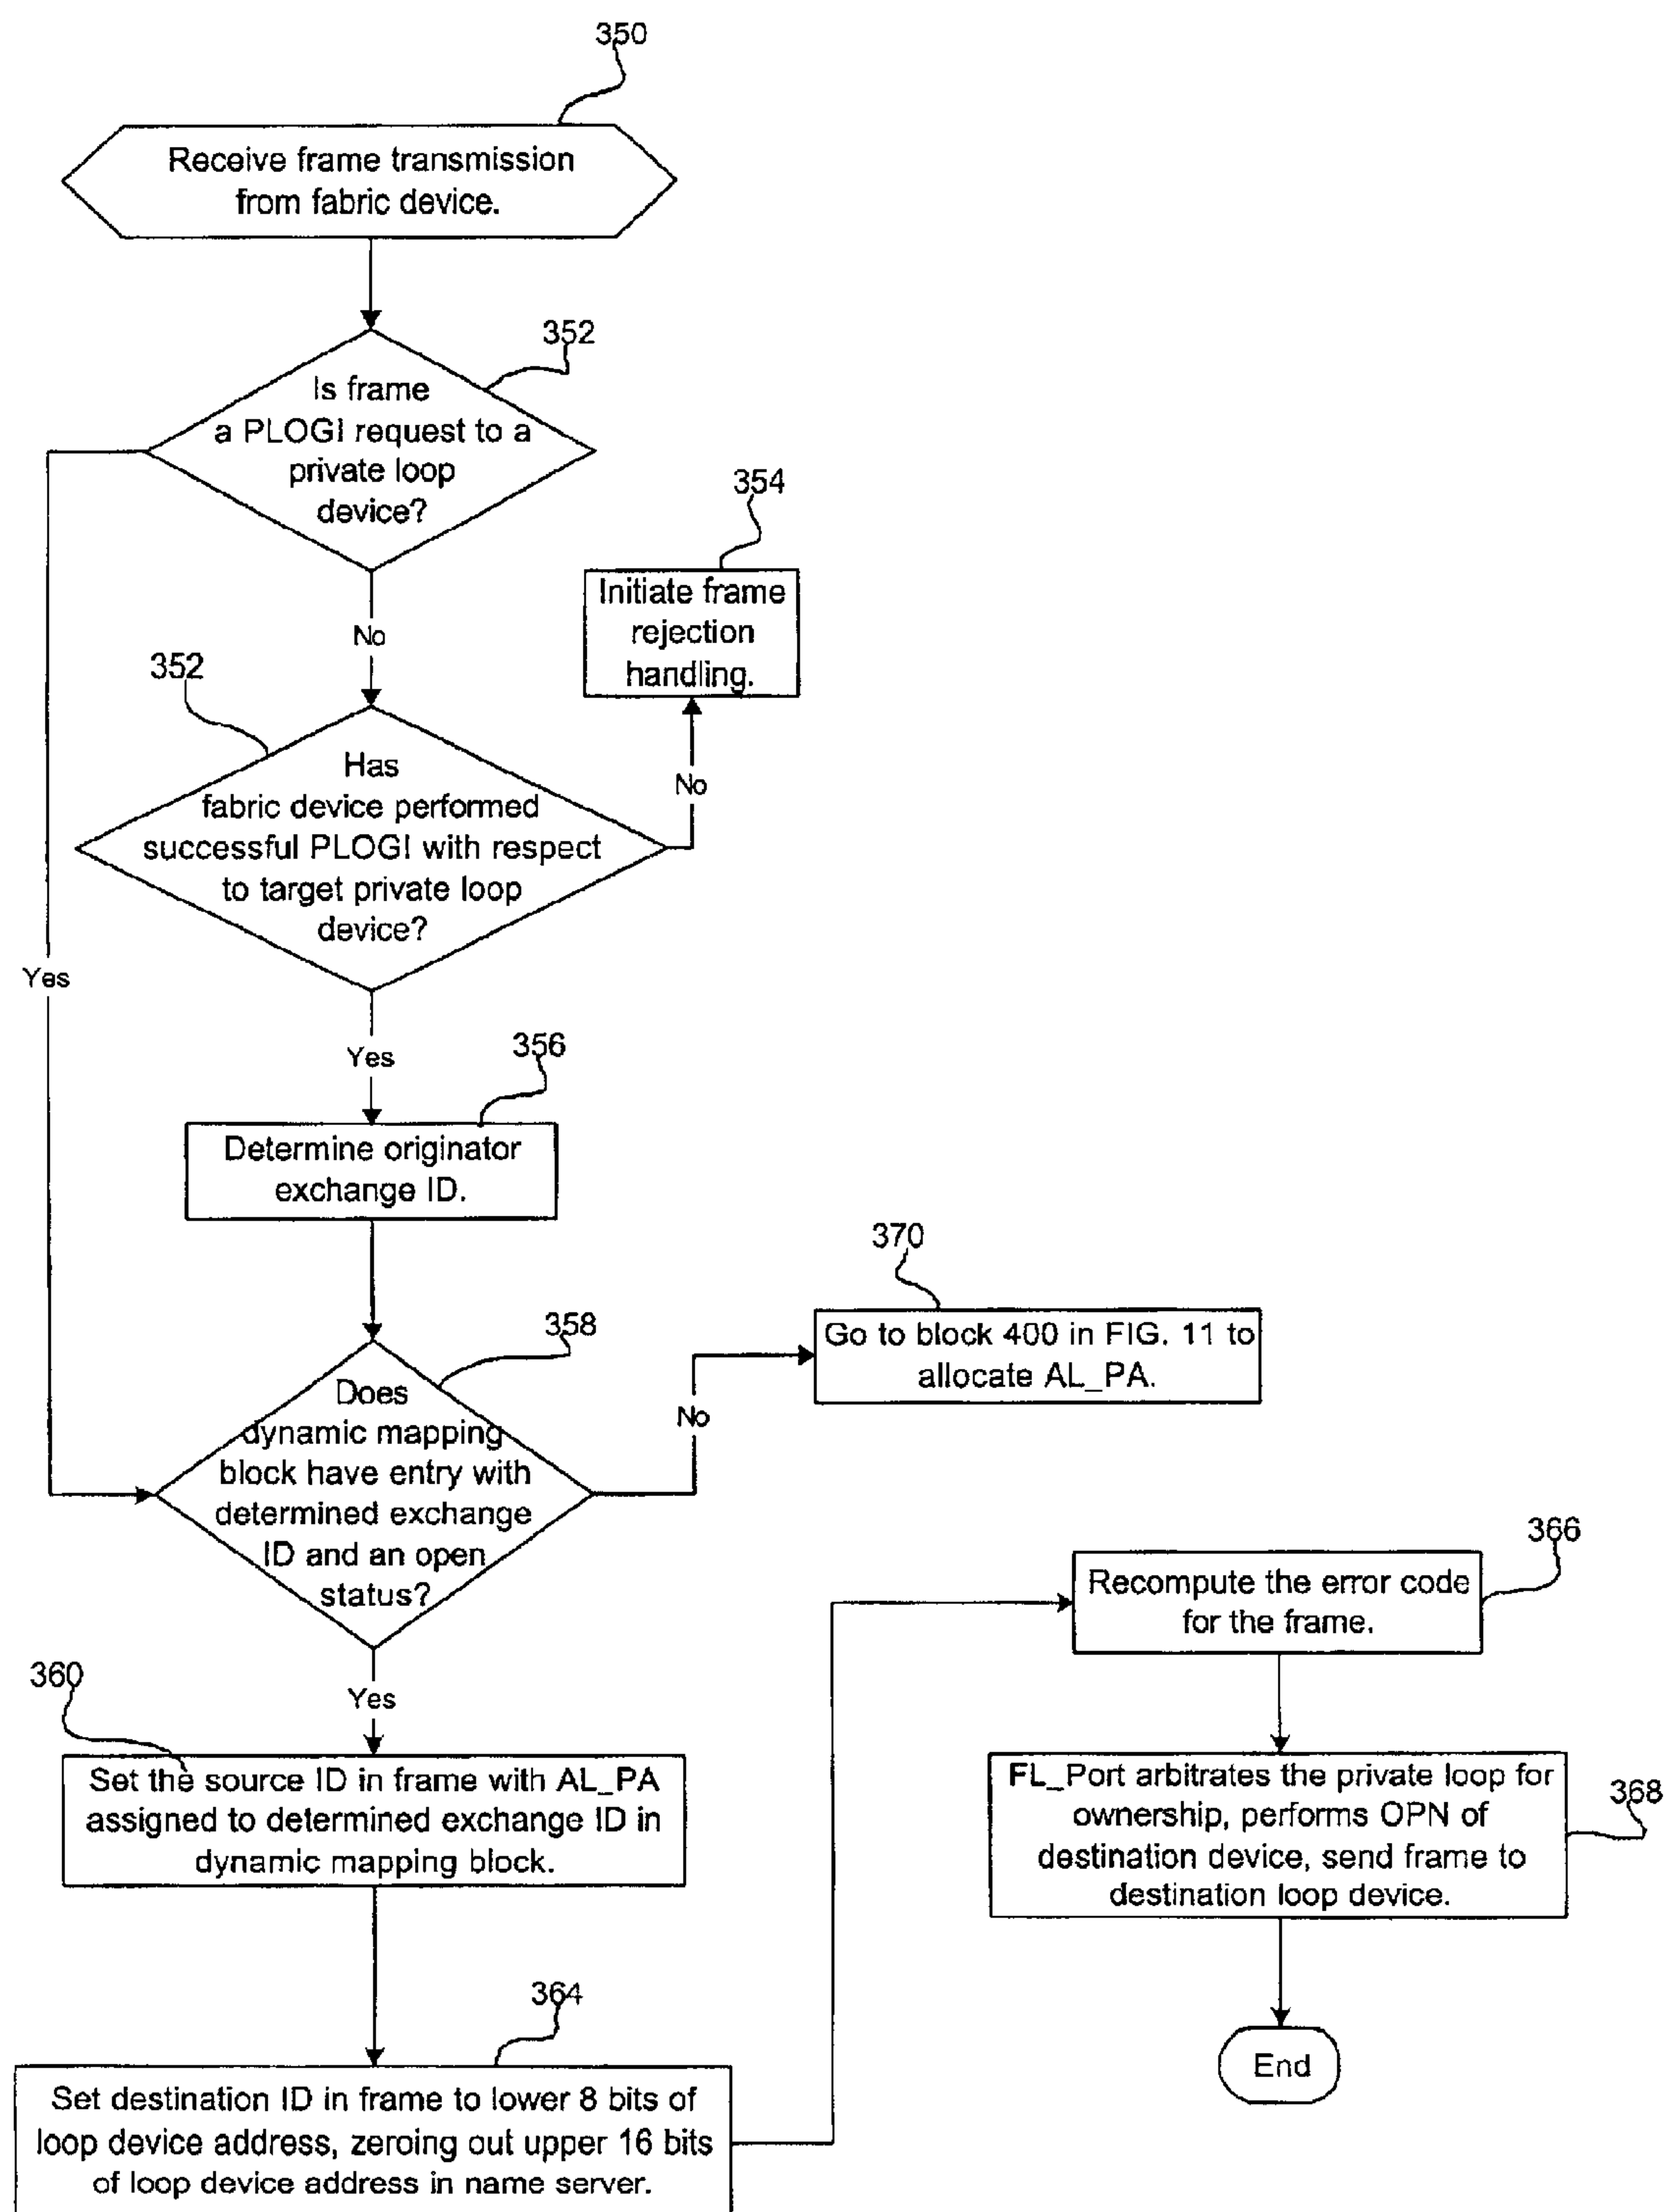 350
Receive frame transmission
from fabric device.
352
Is frame
a PLOGI request to a
private loop
device?
354
Initiate frame
rejection
handling.
No
352
Has
fabric device performed
successful PLOGI with respect
to target private loop
device?
No
Yes
Yes
356
Determine originator
exchange ID.
370
Go to block 400 in FIG. 11 to
allocate AL_PA.
358
Does
dynamic mapping
block have entry with
determined exchange
ID and an open
status?
No
366
Recompute the error code
for the frame.
Yes
360
Set the source ID in frame with AL_PA
assigned to determined exchange ID in
dynamic mapping block.
FL_Port arbitrates the private loop for
ownership, performs OPN of
destination device, send frame to
destination loop device.
368
364
Set destination ID in frame to lower 8 bits of
loop device address, zeroing out upper 16 bits
of loop device address in name server.
End